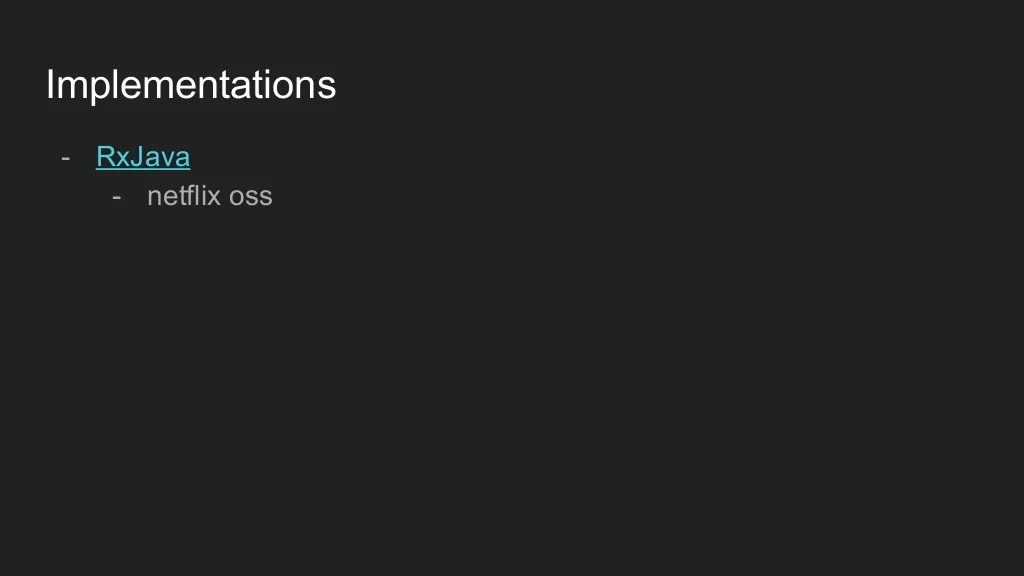 Implementations
- RxJava
- netflix oss